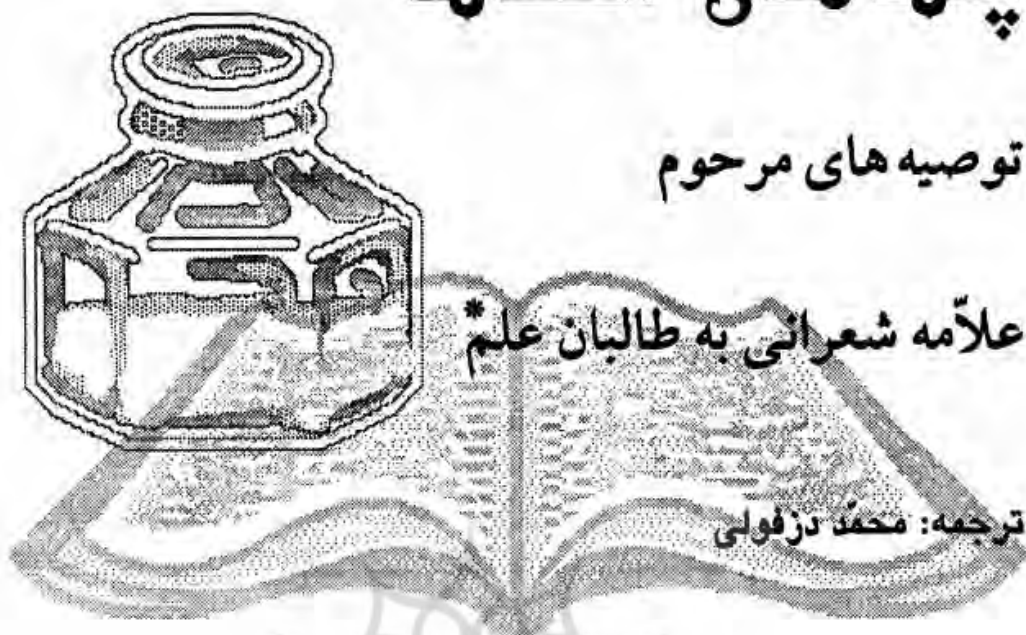 توصیه های مرحوم
علاّمه شعرانی به طالبان علم*
ترجمه: محمّد دزفولی